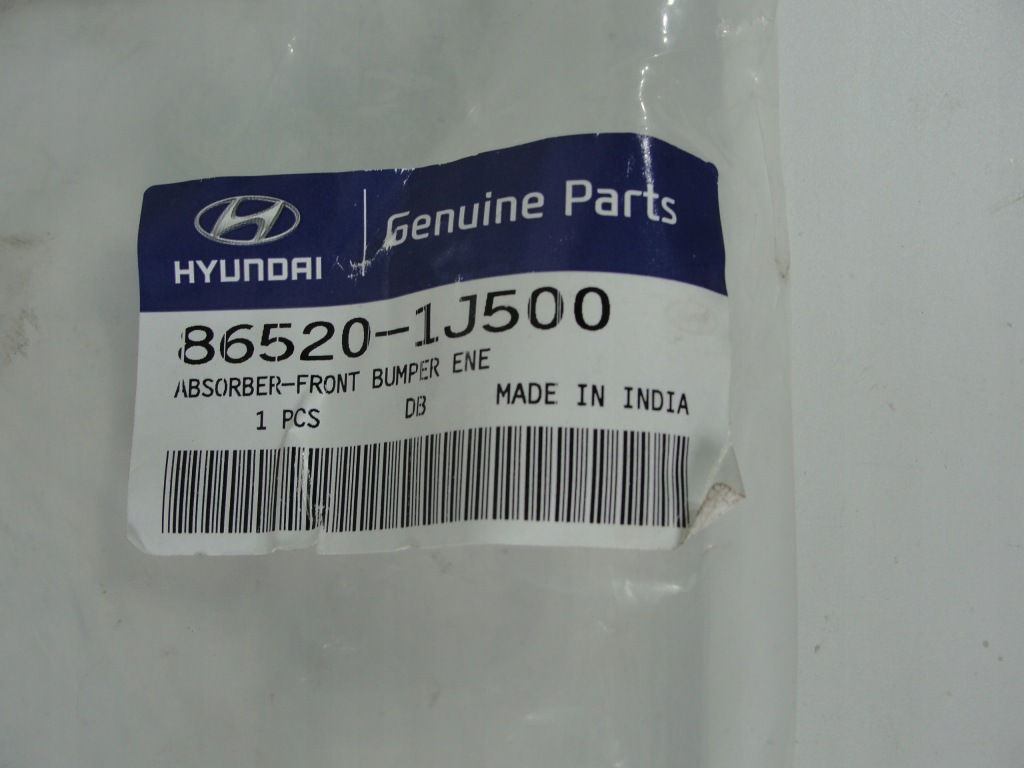 HYUNDAI
Genuine Parts
86520-1J500
ABSORBER-FRONT BUMPER ENE
1 PCS DB MADE IN INDIA